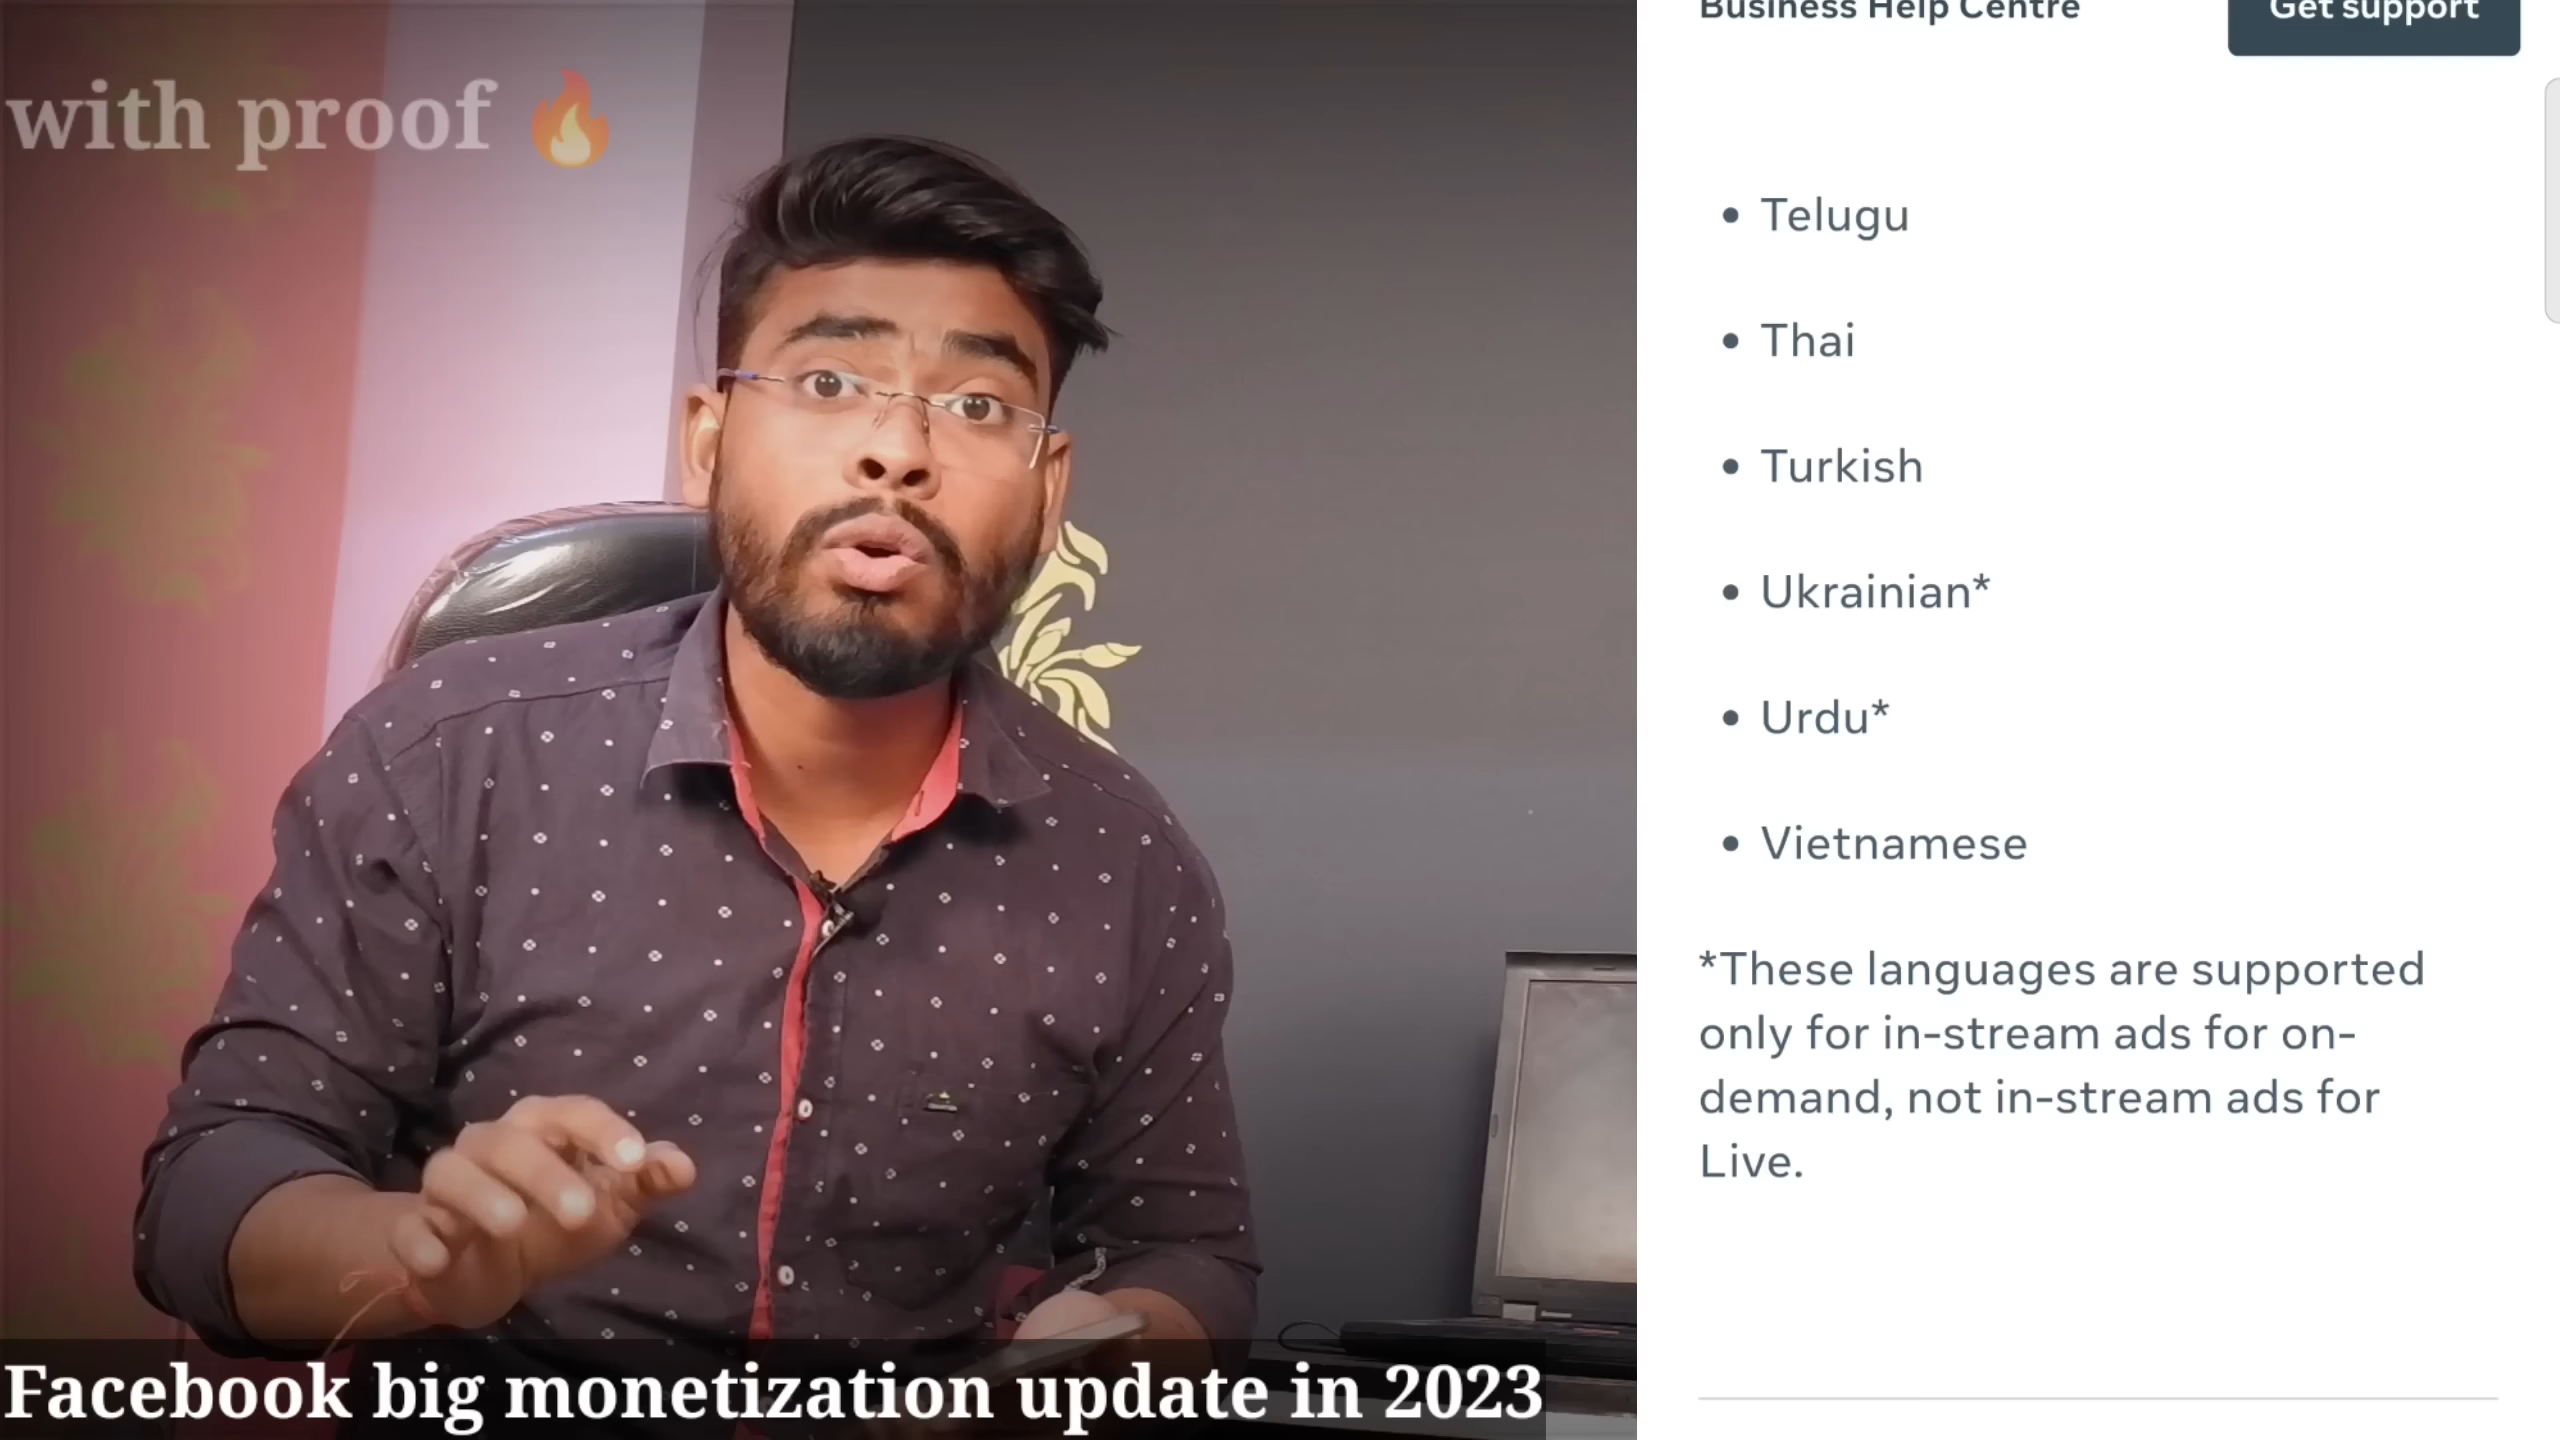 with proof 🔥
Facebook big monetization update in 2023
Business Help Centre
Get support
• Telugu
• Thai
• Turkish
• Ukrainian*
• Urdu*
• Vietnamese
*These languages are supported
only for in-stream ads for on-
demand, not in-stream ads for
Live.